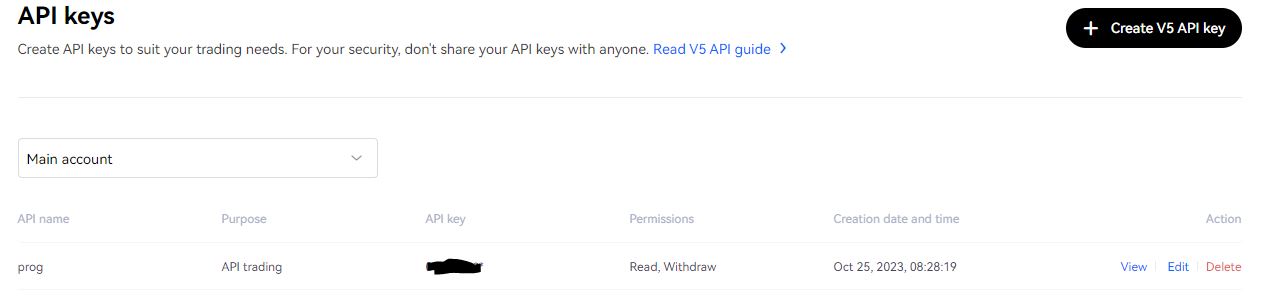 API keys
+ Create V5 API key
Create API keys to suit your trading needs. For your security, don't share your API keys with anyone. Read V5 API guide >
Main account
API name Purpose API key Permissions Creation date and time Action
prog API trading Read, Withdraw Oct 25, 2023, 08:28:19 View Edit Delete